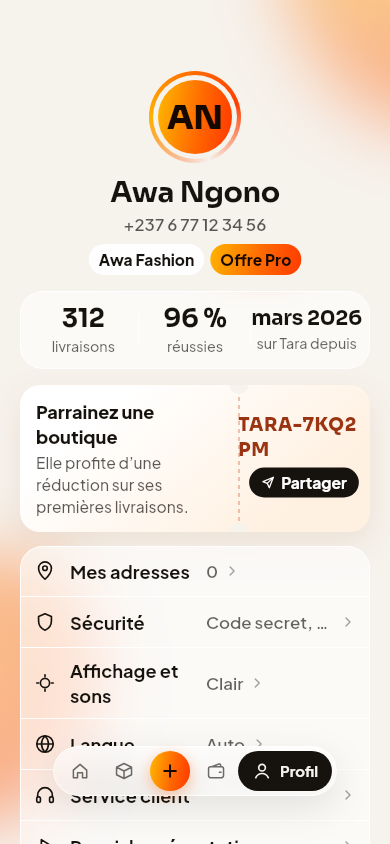 AN
Awa Ngono
+237 6 77 12 34 56
Awa Fashion
Offre Pro
312
livraisons
96 %
réussies
mars 2026
sur Tara depuis
Parrainez une
boutique
Elle profite d’une
réduction sur ses
premières livraisons.
TARA-7KQ2
PM
Partager
Mes adresses 0
Sécurité Code secret, …
Affichage et
sons
Clair
Langue Auto
Profil
Service client